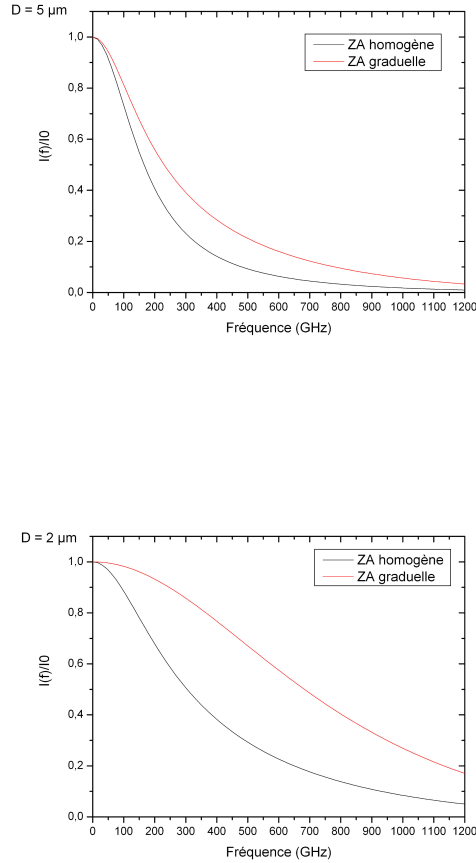 D = 5 µm
ZA homogène
ZA graduelle
1,0
0,8
0,6
0,4
0,2
0,0
I(f)/I0
0 100 200 300 400 500 600 700 800 900 1000 1100 1200
Fréquence (GHz)
D = 2 µm
ZA homogène
ZA graduelle
1,0
0,8
0,6
0,4
0,2
0,0
I(f)/I0
0 100 200 300 400 500 600 700 800 900 1000 1100 1200
Fréquence (GHz)